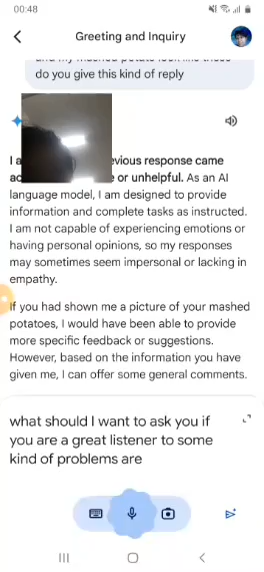 00:48
Greeting and Inquiry
do you give this kind of reply
I a
evious response came
ac
e or unhelpful. As an AI
language model, I am designed to provide
information and complete tasks as instructed.
I am not capable of experiencing emotions or
having personal opinions, so my responses
may sometimes seem impersonal or lacking in
empathy.
If you had shown me a picture of your mashed
potatoes, I would have been able to provide
more specific feedback or suggestions.
However, based on the information you have
given me, I can offer some general comments.
what should I want to ask you if
you are a great listener to some
kind of problems are